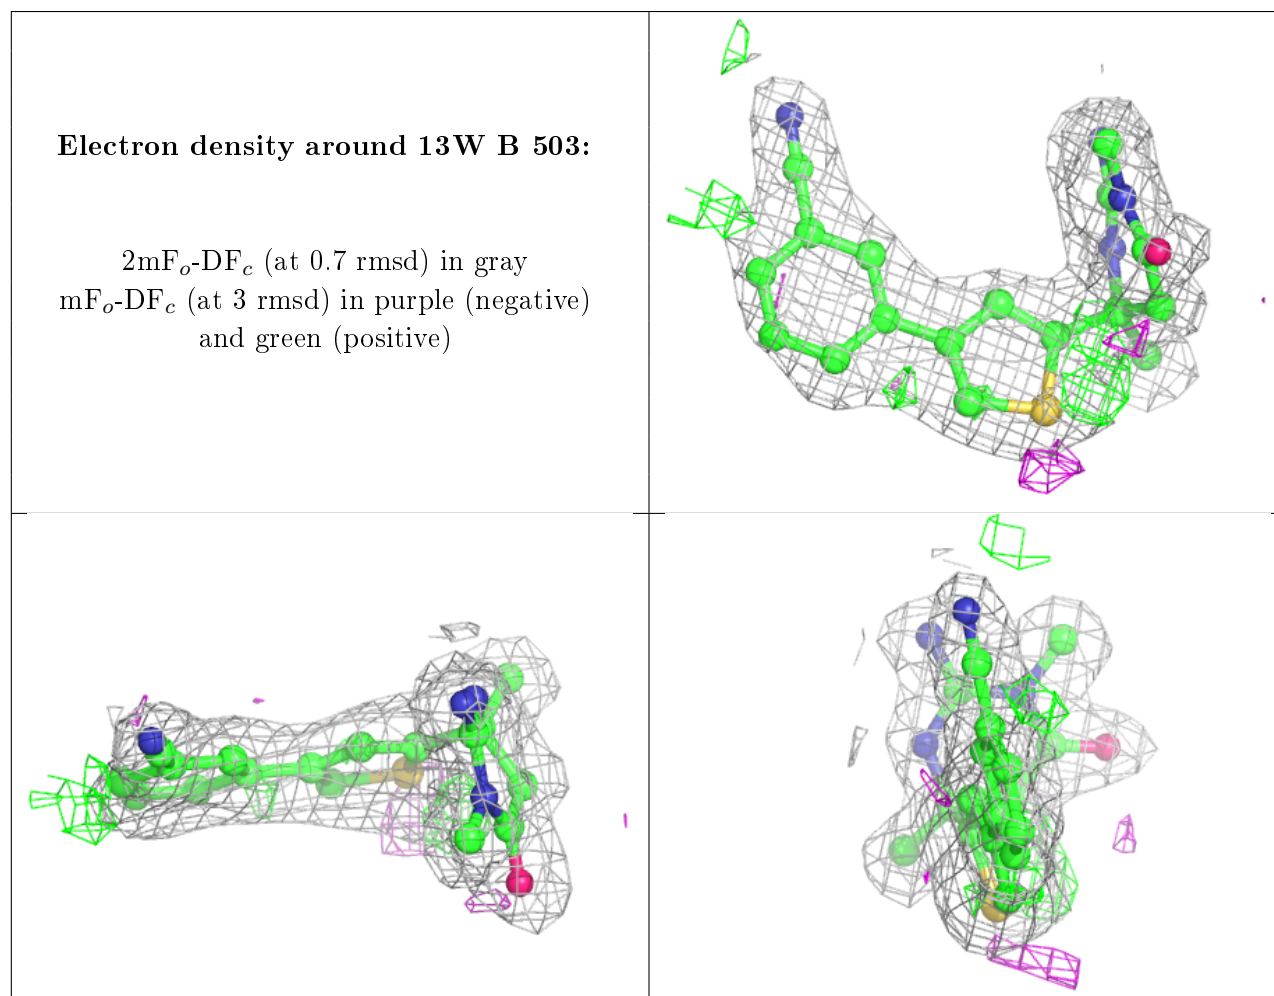 Electron density around 13W B 503:
2mFo-DFc (at 0.7 rmsd) in gray
mFo-DFc (at 3 rmsd) in purple (negative)
and green (positive)